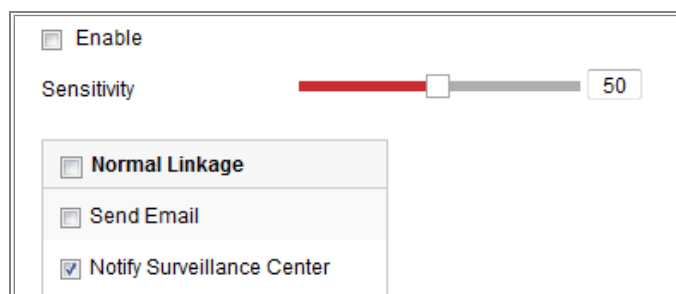 Enable
Sensitivity 50
Normal Linkage
Send Email
Notify Surveillance Center